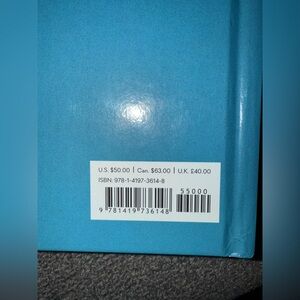 U.S. $50.00 | Can. $63.00 | U.K. £40.00
ISBN: 978-1-4197-3614-8
55000
9 781419 736148